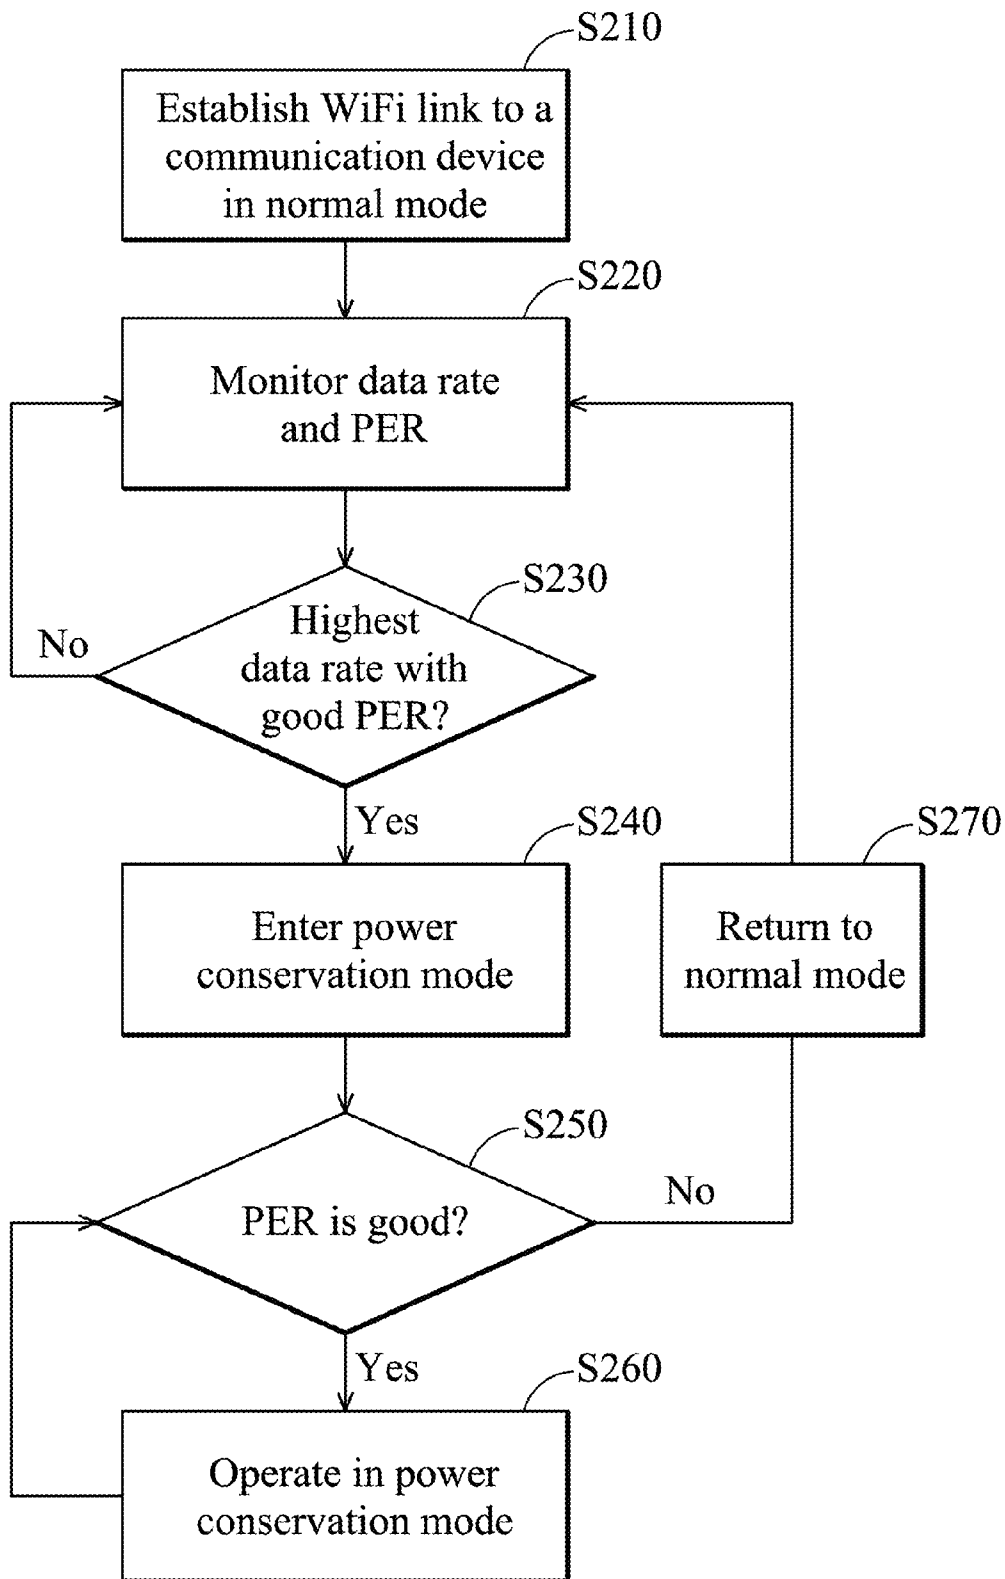 S210
Establish WiFi link to a
communication device
in normal mode
S220
Monitor data rate
and PER
S230
Highest
data rate with
good PER?
No
Yes
S240
Enter power
conservation mode
S270
Return to
normal mode
S250
PER is good?
No
Yes
S260
Operate in power
conservation mode